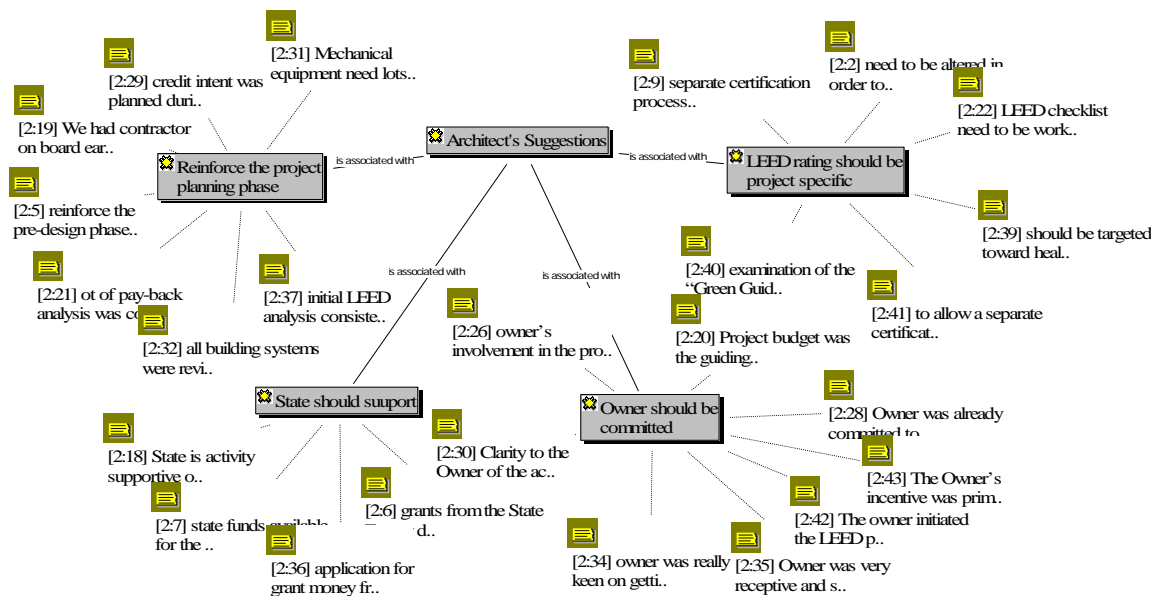 [2:31] Mechanical
equipment need lots..
[2:29] credit intent was
planned duri..
[2:19] We had contractor
on board ear..
Reinforce the project
planning phase
[2:5] reinforce the
pre-design phase..
[2:21] ot of pay-back
analysis was
[2:32] all building systems
were revi..
[2:37] initial LEED
analysis consiste..
is associated with
Architect's Suggestions
is associated with
[2:9] separate certification
process..
[2:2] need to be altered in
order to..
[2:22] LEED checklist
need to be work..
LEED rating should be
project specific
[2:39] should be targeted
toward heal..
[2:40] examination of the
“Green Guid..
[2:41] to allow a separate
certificat..
is associated with
is associated with
[2:26] owner’s
involvement in the pro..
[2:20] Project budget was
the guiding..
State should suuport
[2:18] State is activity
supportive o..
[2:7] state funds available
for the ..
[2:36] application for
grant money fr..
[2:6] grants from the State
d..
Owner should be
committed
[2:30] Clarity to the
Owner of the ac..
[2:28] Owner was already
committed to
[2:43] The Owner’s
incentive was prim..
[2:42] The owner initiated
the LEED p..
[2:35] Owner was very
receptive and s..
[2:34] owner was really
keen on getti..